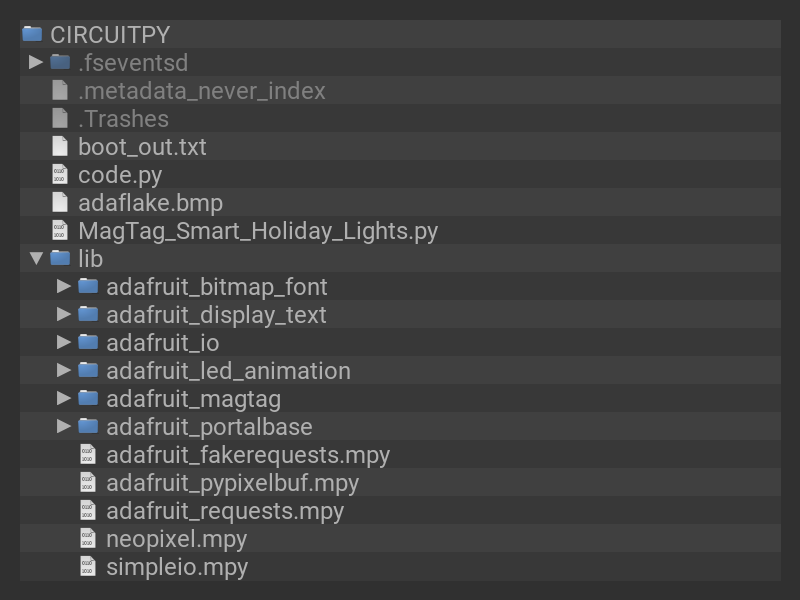 CIRCUITPY
.fseventsd
.metadata_never_index
.Trashes
boot_out.txt
code.py
adaflake.bmp
MagTag_Smart_Holiday_Lights.py
lib
adafruit_bitmap_font
adafruit_display_text
adafruit_io
adafruit_led_animation
adafruit_magtag
adafruit_portalbase
adafruit_fakerequests.mpy
adafruit_pypixelbuf.mpy
adafruit_requests.mpy
neopixel.mpy
simpleio.mpy